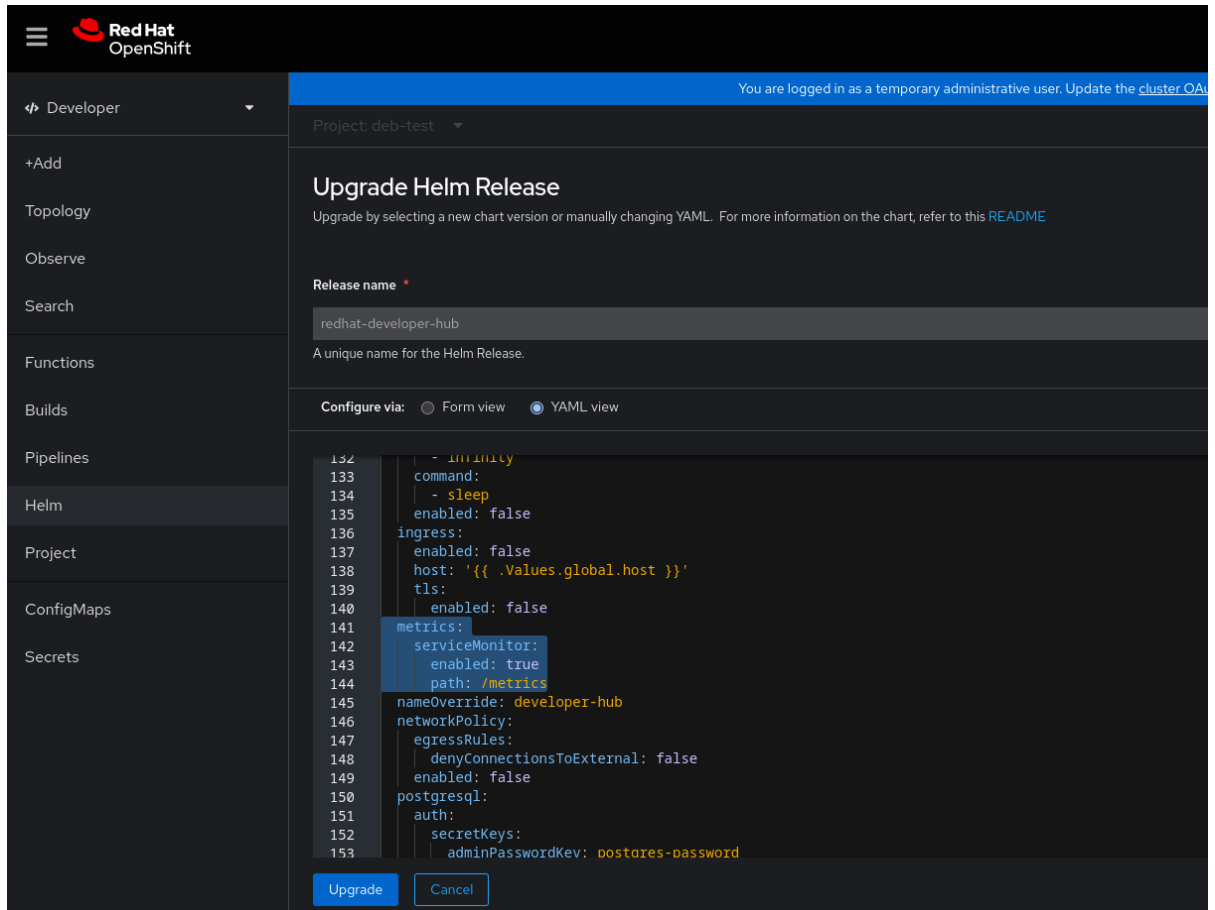 Red Hat
OpenShift
You are logged in as a temporary administrative user. Update the cluster OAu
Developer
Project: deb-test
+Add
Topology
Observe
Search
Functions
Builds
Pipelines
Helm
Project
ConfigMaps
Secrets
Upgrade Helm Release
Upgrade by selecting a new chart version or manually changing YAML. For more information on the chart, refer to this README
Release name *
redhat-developer-hub
A unique name for the Helm Release.
Configure via: Form view YAML view
132 - infinity
133 command:
134 - sleep
135 enabled: false
136 ingress:
137 enabled: false
138 host: '{{ .Values.global.host }}'
139 tls:
140 enabled: false
141 metrics:
142 serviceMonitor:
143 enabled: true
144 path: /metrics
145 nameOverride: developer-hub
146 networkPolicy:
147 egressRules:
148 denyConnectionsToExternal: false
149 enabled: false
150 postgresql:
151 auth:
152 secretKeys:
153 adminPasswordKey: postgres-password
Upgrade Cancel